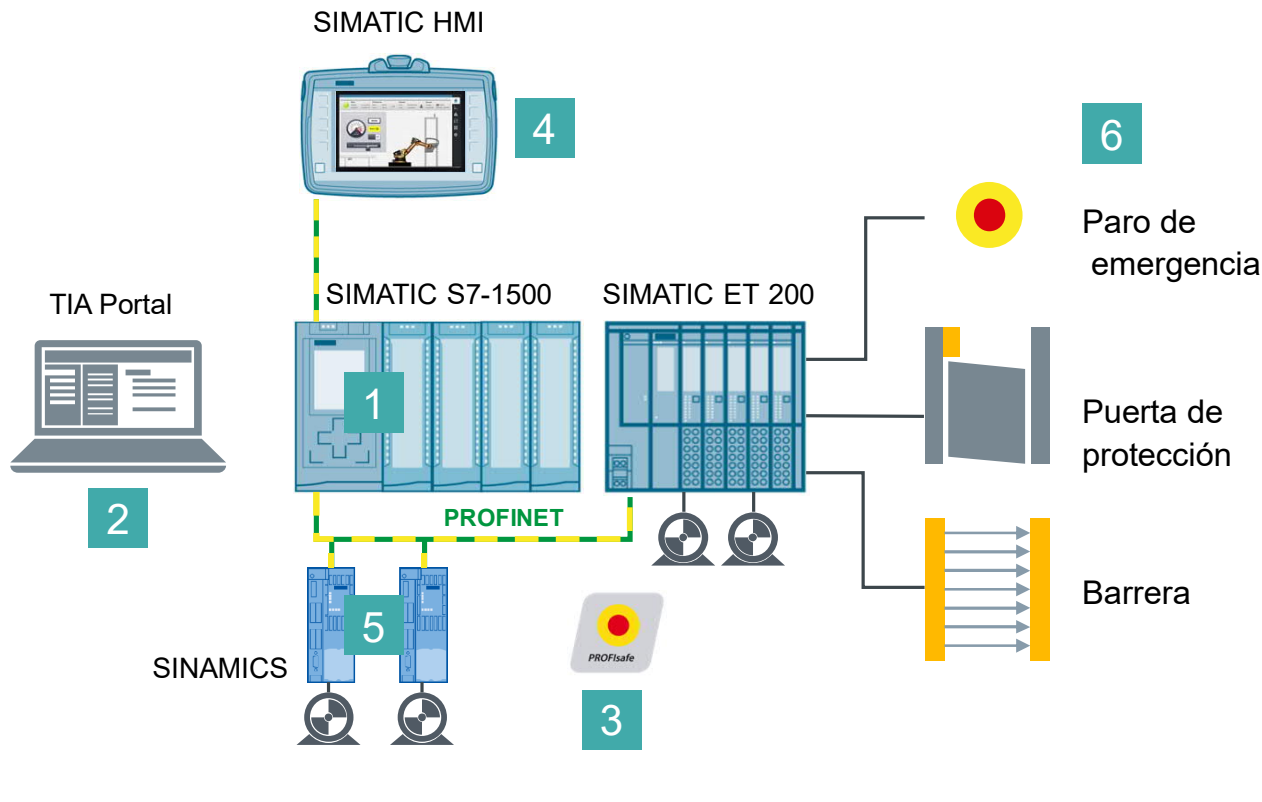 SIMATIC HMI
4
6
Paro de
emergencia
TIA Portal
SIMATIC S7-1500
SIMATIC ET 200
1
Puerta de
protección
2
PROFINET
Barrera
5
SINAMICS
PROFIsafe
3